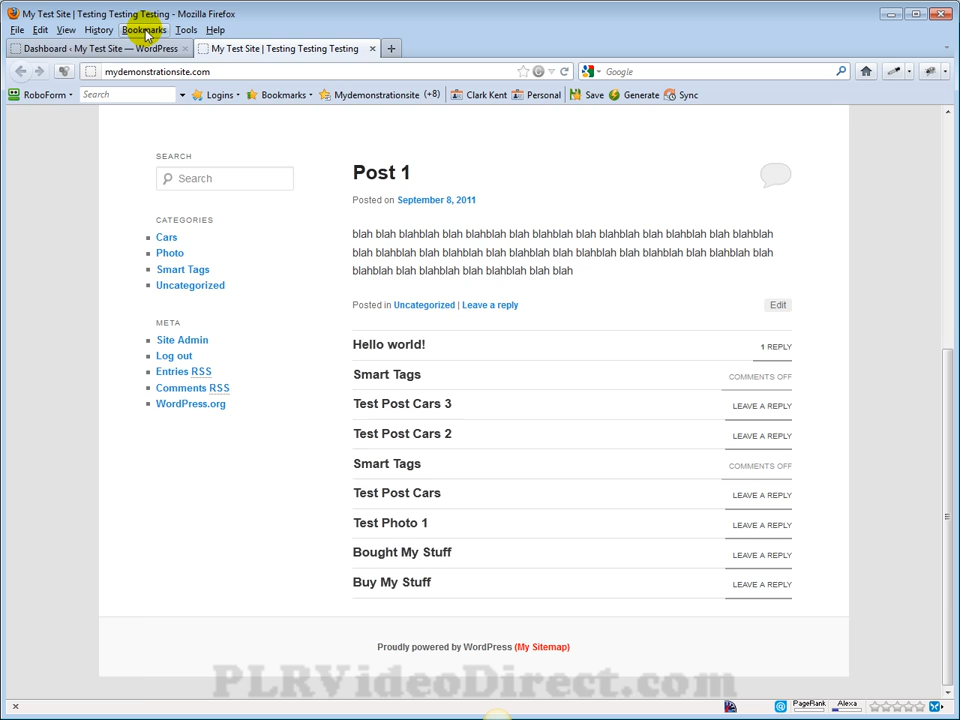 My Test Site | Testing Testing Testing - Mozilla Firefox
File Edit View History Bookmarks Tools Help
Dashboard ‹ My Test Site — WordPress
My Test Site | Testing Testing Testing
mydemonstrationsite.com
Google
RoboForm Search Logins Bookmarks Mydemonstrationsite (+8) Clark Kent Personal Save Generate Sync
SEARCH
Search
CATEGORIES
Cars
Photo
Smart Tags
Uncategorized
META
Site Admin
Log out
Entries RSS
Comments RSS
WordPress.org
Post 1
Posted on September 8, 2011
blah blah blahblah blah blahblah blah blahblah blah blahblah blah blahblah blah blahblah
blah blahblah blah blahblah blah blahblah blah blahblah blah blahblah blah blahblah blah
blahblah blah blahblah blah blahblah blah blah
Posted in Uncategorized | Leave a reply Edit
Hello world! 1 REPLY
Smart Tags COMMENTS OFF
Test Post Cars 3 LEAVE A REPLY
Test Post Cars 2 LEAVE A REPLY
Smart Tags COMMENTS OFF
Test Post Cars LEAVE A REPLY
Test Photo 1 LEAVE A REPLY
Bought My Stuff LEAVE A REPLY
Buy My Stuff LEAVE A REPLY
Proudly powered by WordPress (My Sitemap)
PLRVideoDirect.com
PageRank Alexa